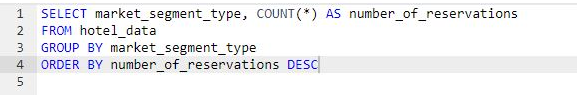 1 SELECT market_segment_type, COUNT(*) AS number_of_reservations
2 FROM hotel_data
3 GROUP BY market_segment_type
4 ORDER BY number_of_reservations DESC
5